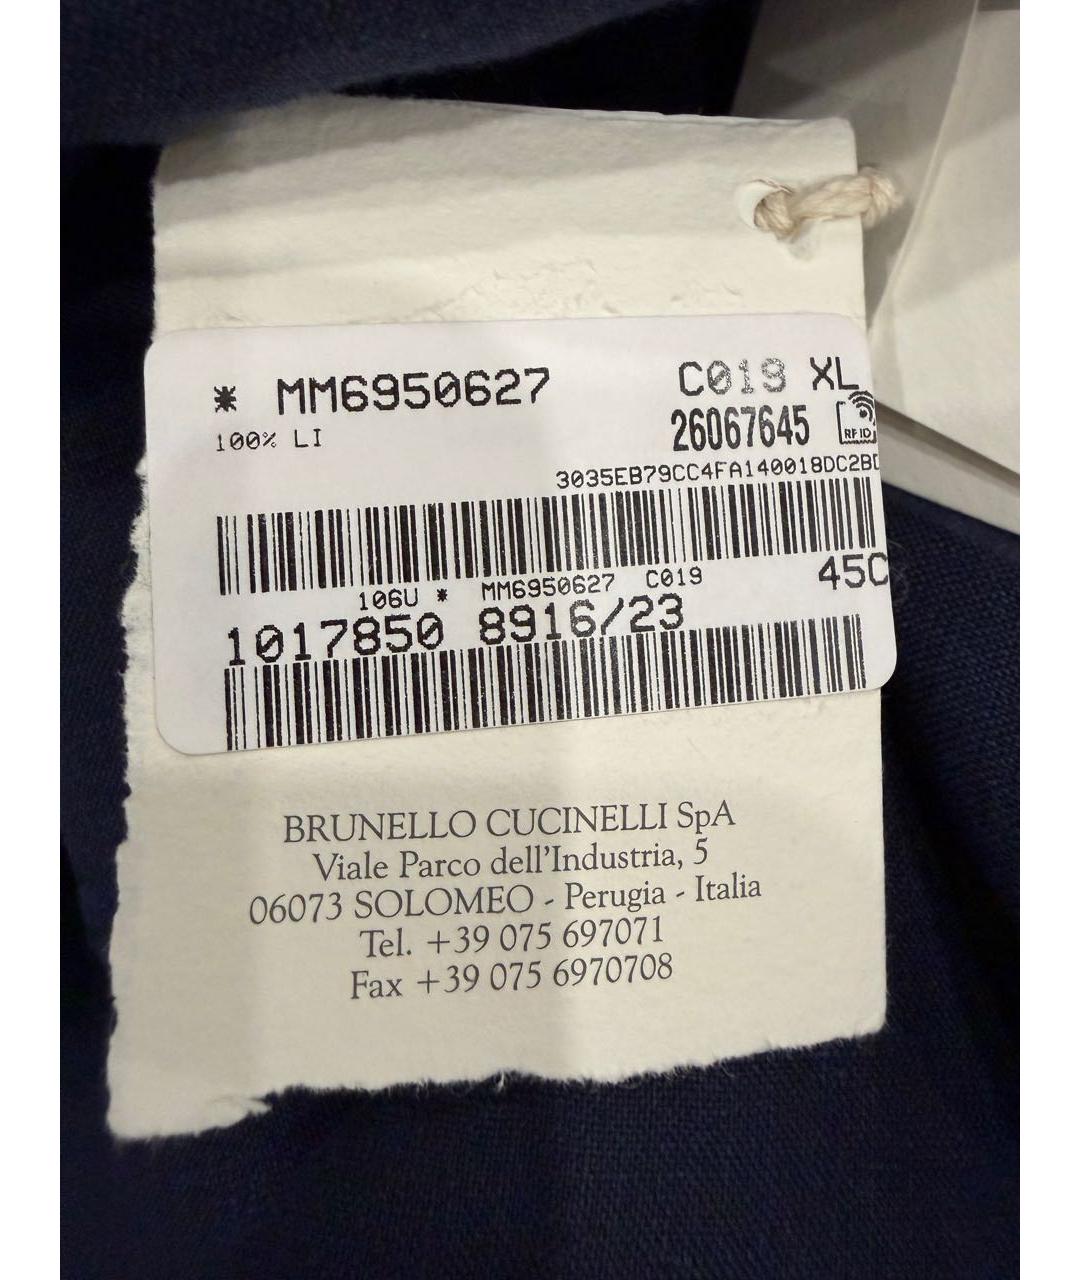 * MM6950627 C019 XL
100% LI 26067645
RFID
3035EB79CC4FA140018DC2BD
106U * MM6950627 C019 45C
1017850 8916/23
BRUNELLO CUCINELLI SpA
Viale Parco dell'Industria, 5
06073 SOLOMEO - Perugia - Italia
Tel. +39 075 697071
Fax +39 075 6970708